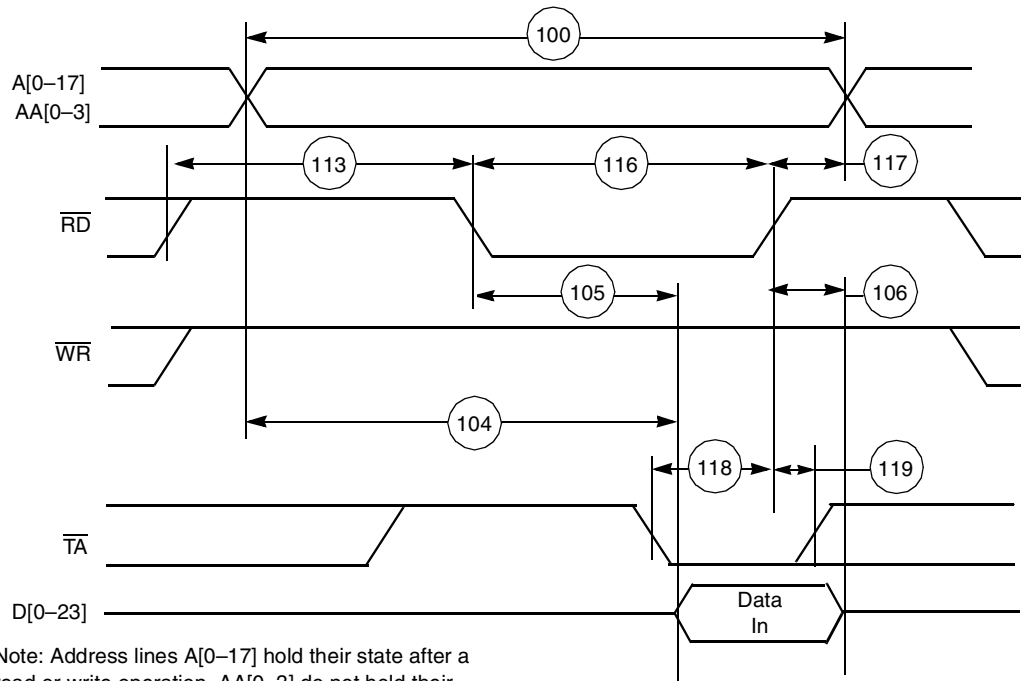 100
A[0–17]
AA[0–3]
113
116
117
RD
105
106
WR
104
118
119
TA
D[0–23]
Data
In
Note: Address lines A[0–17] hold their state after a
read or write operation. AA[0–3] do not hold their